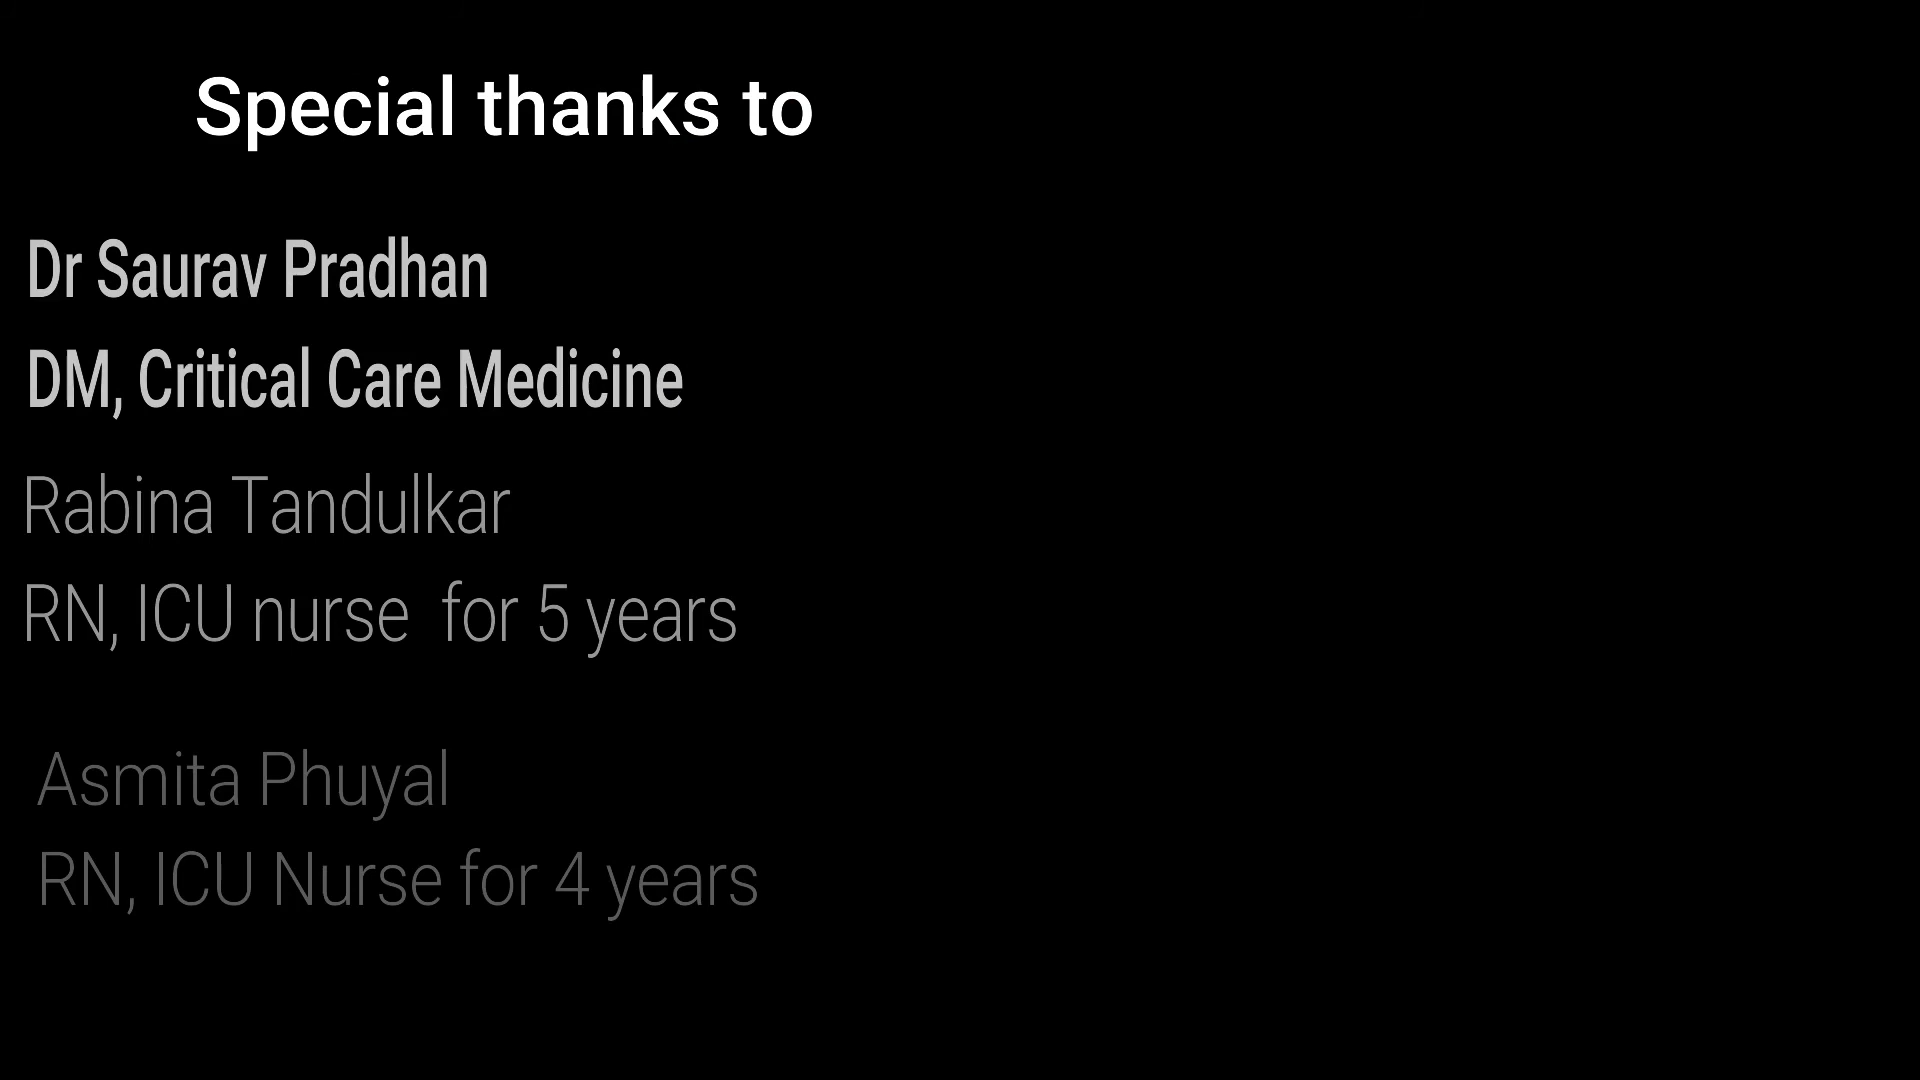 Special thanks to
Dr Saurav Pradhan
DM, Critical Care Medicine
Rabina Tandulkar
RN, ICU nurse  for 5 years
Asmita Phuyal
RN, ICU Nurse for 4 years